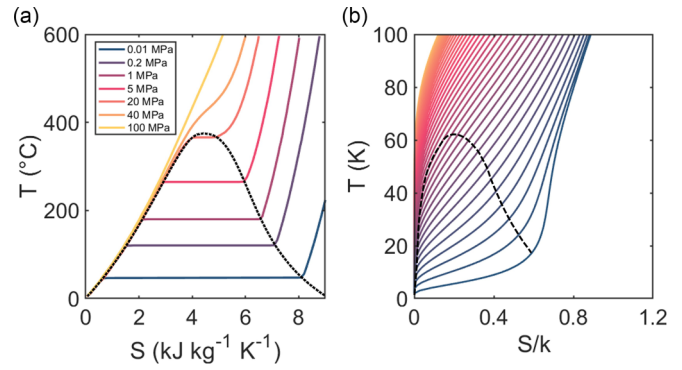 (a)
600
400
200
0
T (°C)
0.01 MPa
0.2 MPa
1 MPa
5 MPa
20 MPa
40 MPa
100 MPa
0 2 4 6 8
S (kJ kg⁻¹ K⁻¹)
(b)
100
80
60
40
20
0
T (K)
0 0.4 0.8 1.2
S/k